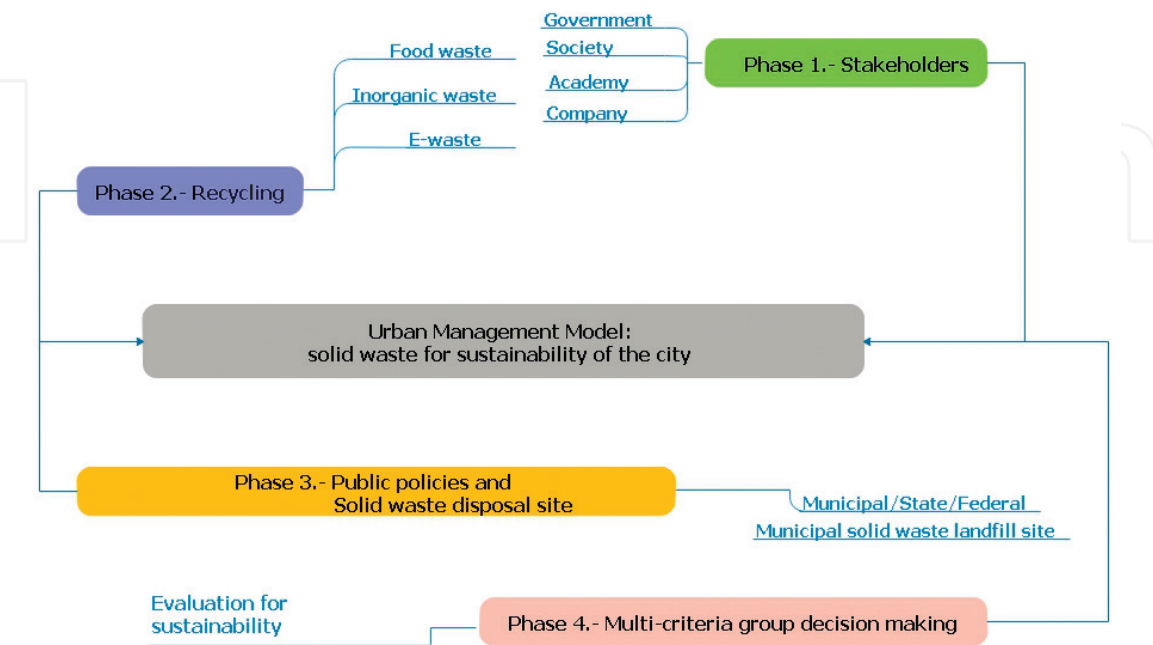 Government
Society
Academy
Company
Phase 1.- Stakeholders
Food waste
Inorganic waste
E-waste
Phase 2.- Recycling
Urban Management Model:
solid waste for sustainability of the city
Phase 3.- Public policies and
Solid waste disposal site
Municipal/State/Federal
Municipal solid waste landfill site
Evaluation for
sustainability
Phase 4.- Multi-criteria group decision making